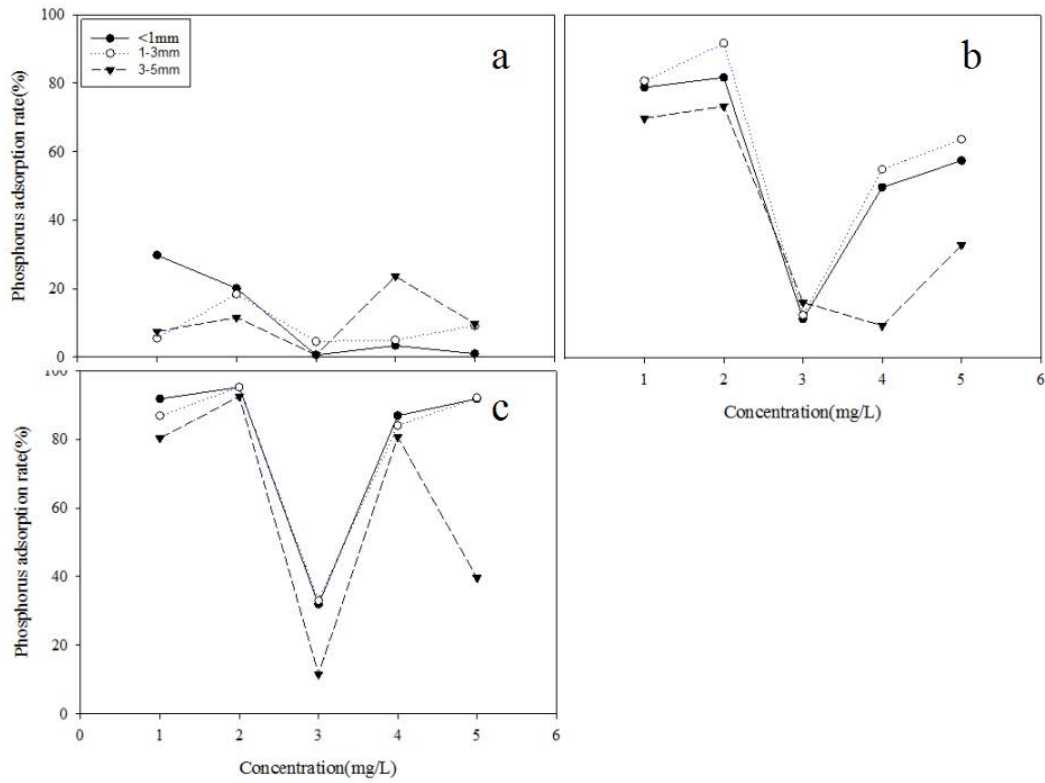 100
80
60
40
20
0
Phosphorus adsorption rate(%)
<1mm
1-3mm
3-5mm
a
b
1
2
3
4
5
6
Concentration(mg/L)
100
80
60
40
20
0
Phosphorus adsorption rate(%)
c
0
1
2
3
4
5
6
Concentration(mg/L)